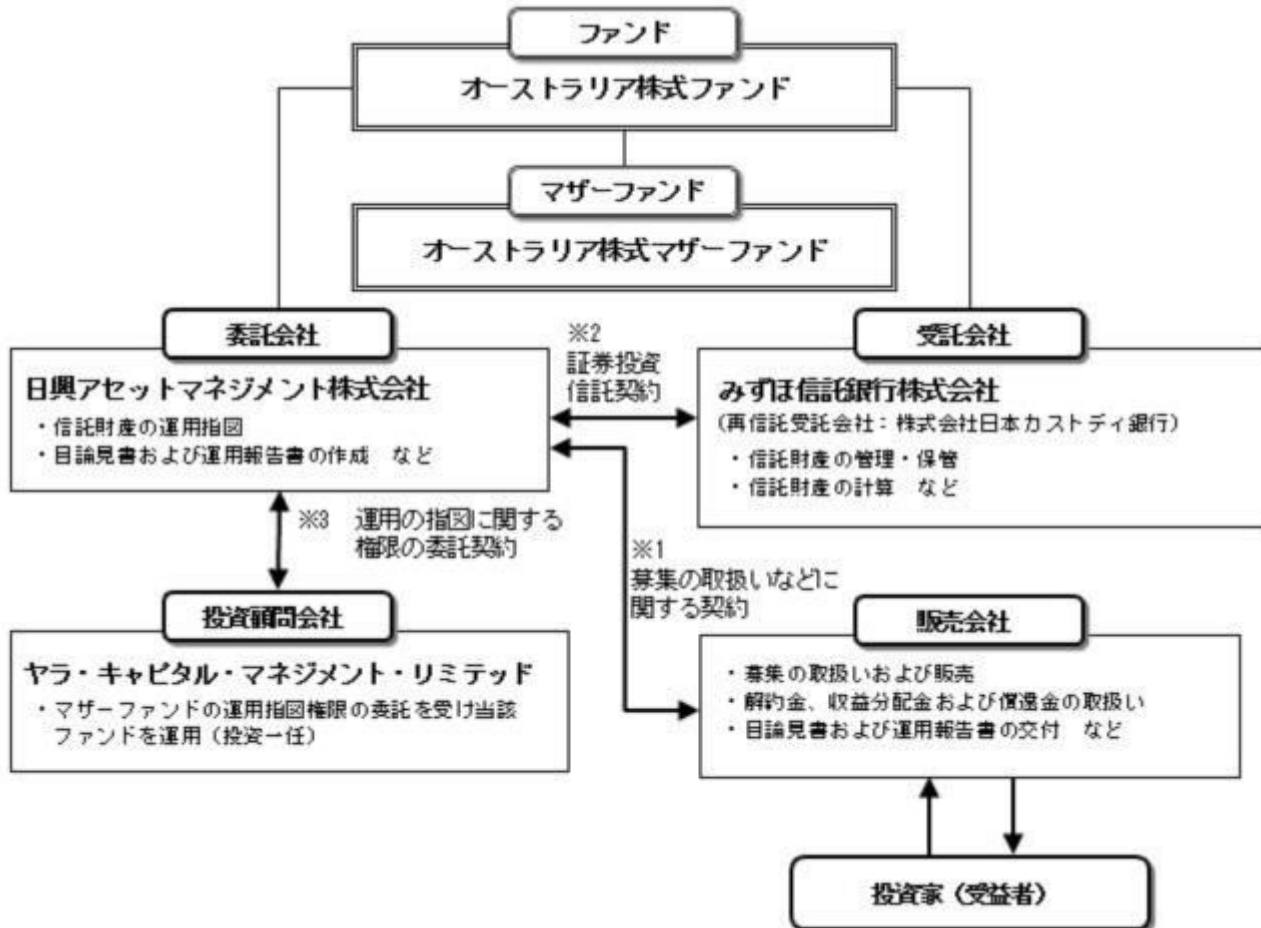 ファンド
オーストラリア株式ファンド
マザーファンド
オーストラリア株式マザーファンド
委託会社
日興アセットマネジメント株式会社
・信託財産の運用指図
・目論見書および運用報告書の作成　など
※2
証券投資
信託契約
受託会社
みずほ信託銀行株式会社
（再信託受託会社：株式会社日本カストディ銀行）
・信託財産の管理・保管
・信託財産の計算　など
※3　運用の指図に関する
権限の委託契約
※1
募集の取扱いなどに
関する契約
投資顧問会社
ヤラ・キャピタル・マネジメント・リミテッド
・マザーファンドの運用指図権限の委託を受け当該
ファンドを運用（投資一任）
販売会社
・募集の取扱いおよび販売
・解約金、収益分配金および償還金の取扱い
・目論見書および運用報告書の交付　など
投資家（受益者）